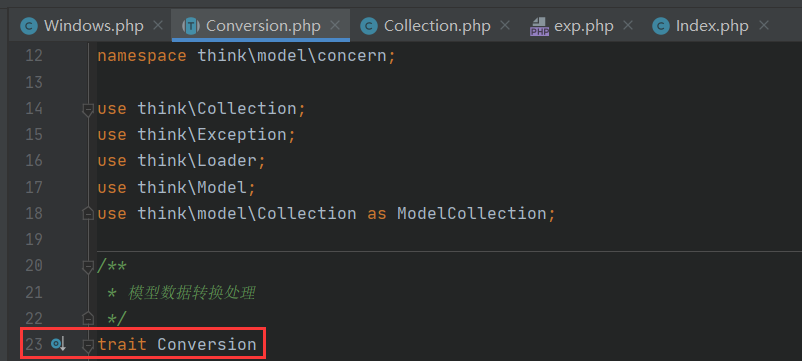 Windows.php Conversion.php Collection.php exp.php Index.php
12 namespace think\model\concern;
13
14 use think\Collection;
15 use think\Exception;
16 use think\Loader;
17 use think\Model;
18 use think\model\Collection as ModelCollection;
19
20 /**
21 * 模型数据转换处理
22 */
23 trait Conversion